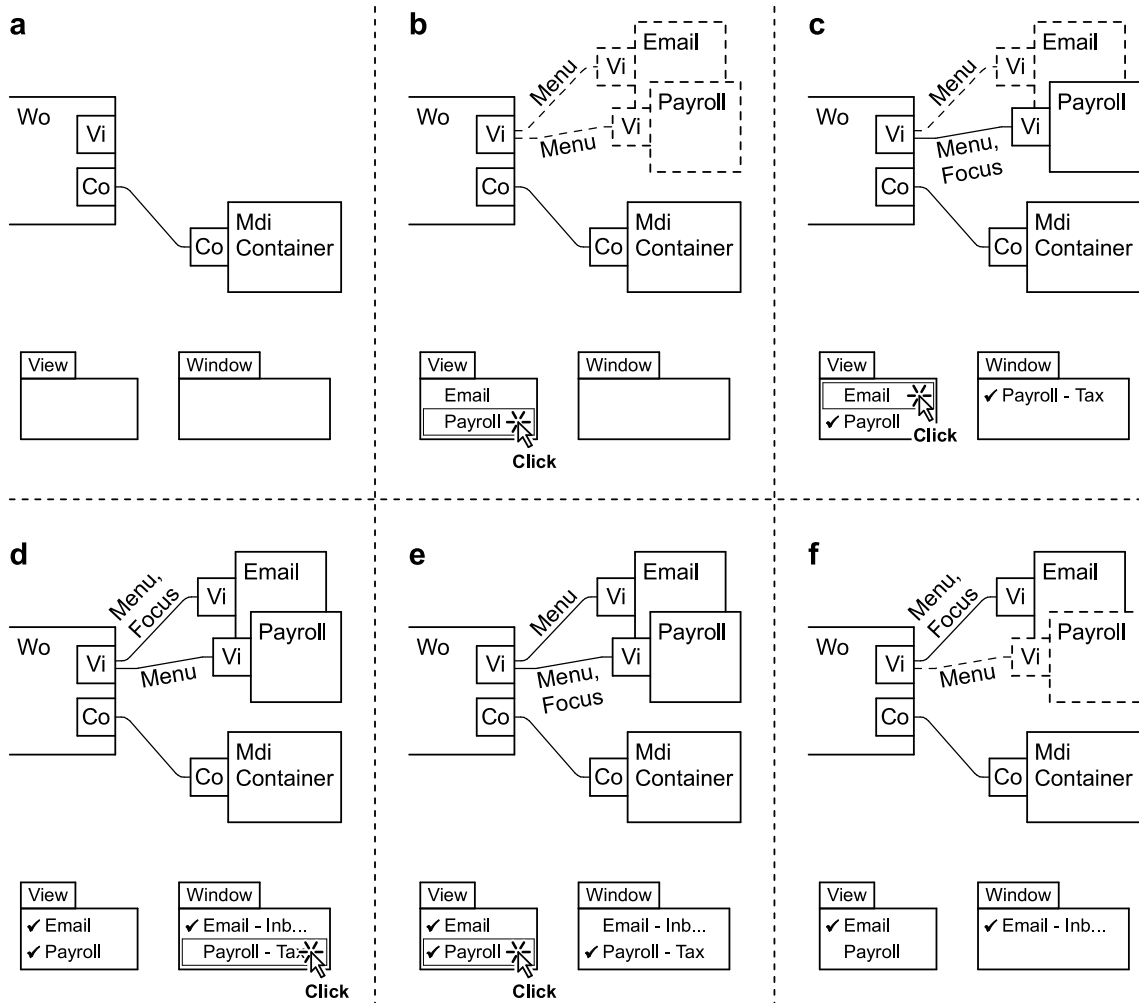 a
Wo
Vi
Co
Co
Mdi
Container
View
Window
b
Email
Vi
Menu
Payroll
Wo
Vi
Vi
Menu
Co
Mdi
Co
Container
View
Window
Email
Payroll
Click
c
Email
Vi
Menu
Payroll
Wo
Vi
Vi
Menu,
Focus
Co
Mdi
Co
Container
View
Window
Email
✔ Payroll - Tax
✔ Payroll
Click
d
Email
Vi
Menu,
Focus
Payroll
Wo
Vi
Vi
Menu
Co
Mdi
Co
Container
View
Window
✔ Email
✔ Email - Inb...
✔ Payroll
Payroll - Tax
Click
e
Email
Vi
Menu
Payroll
Wo
Vi
Vi
Menu,
Focus
Co
Mdi
Co
Container
View
Window
✔ Email
Email - Inb...
✔ Payroll
✔ Payroll - Tax
Click
f
Email
Vi
Menu,
Focus
Payroll
Wo
Vi
Vi
Menu
Co
Mdi
Co
Container
View
Window
✔ Email
✔ Email - Inb...
Payroll